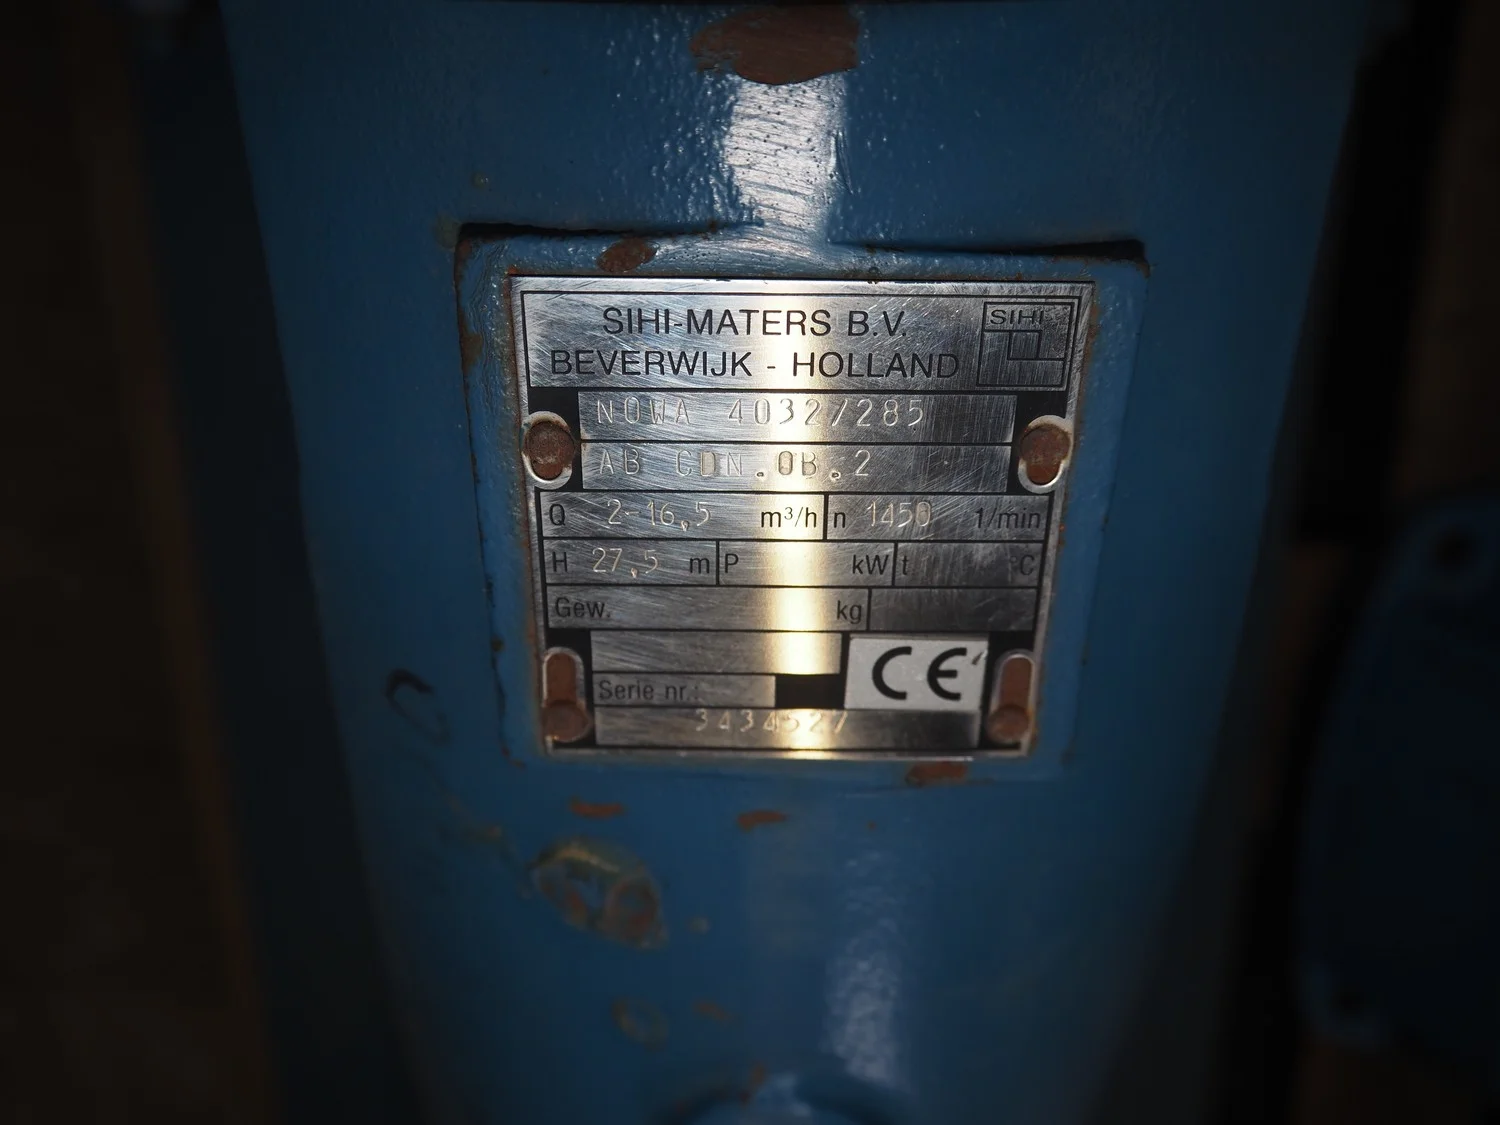 SIHI-MATERS B.V.
BEVERWIJK - HOLLAND
SIHI
NOWA 4032/285
AB CDN.0B.2
Q 2-16,5 m³/h n 1450 1/min
H 27,5 m P kW t C
Gew. kg
CE
Serie nr.:
3434527